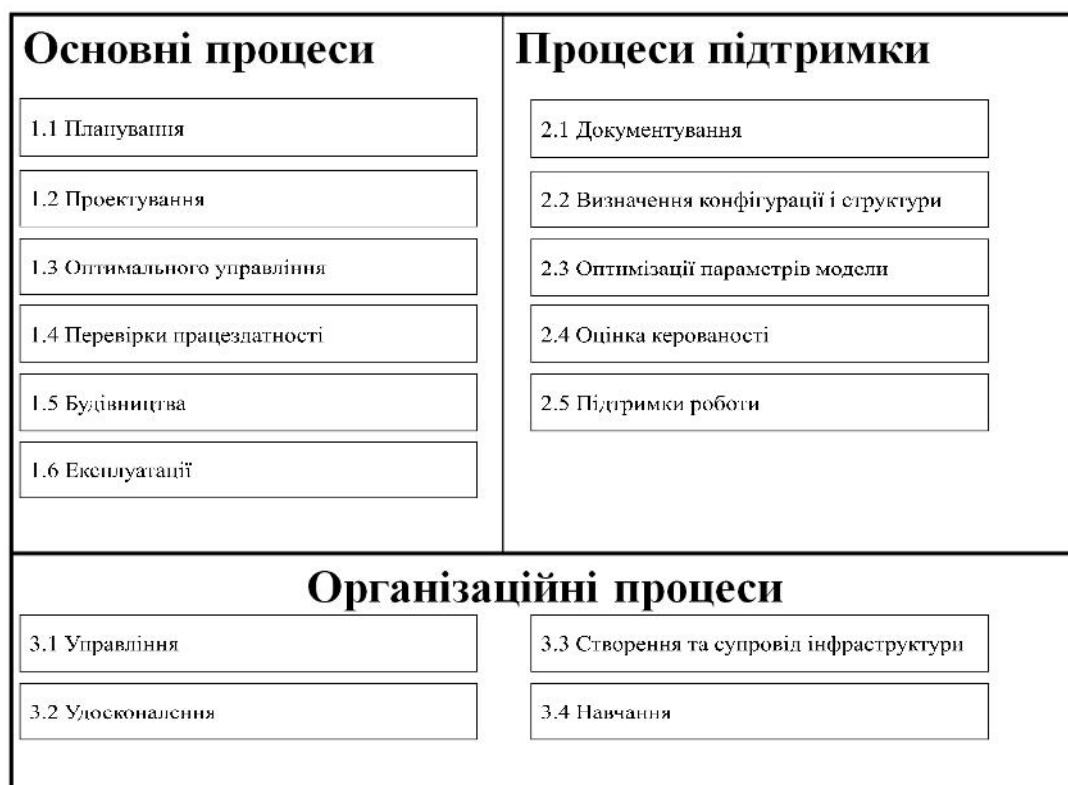 Основні процеси
1.1 Планування
1.2 Проектування
1.3 Оптимального управління
1.4 Перевірки працездатності
1.5 Будівництва
1.6 Експлуатації
Процеси підтримки
2.1 Документування
2.2 Визначення конфігурації і структури
2.3 Оптимізації параметрів модели
2.4 Оцінка керованості
2.5 Підтримки роботи
Організаційні процеси
3.1 Управління
3.2 Удосконалення
3.3 Створення та супровід інфраструктури
3.4 Навчання